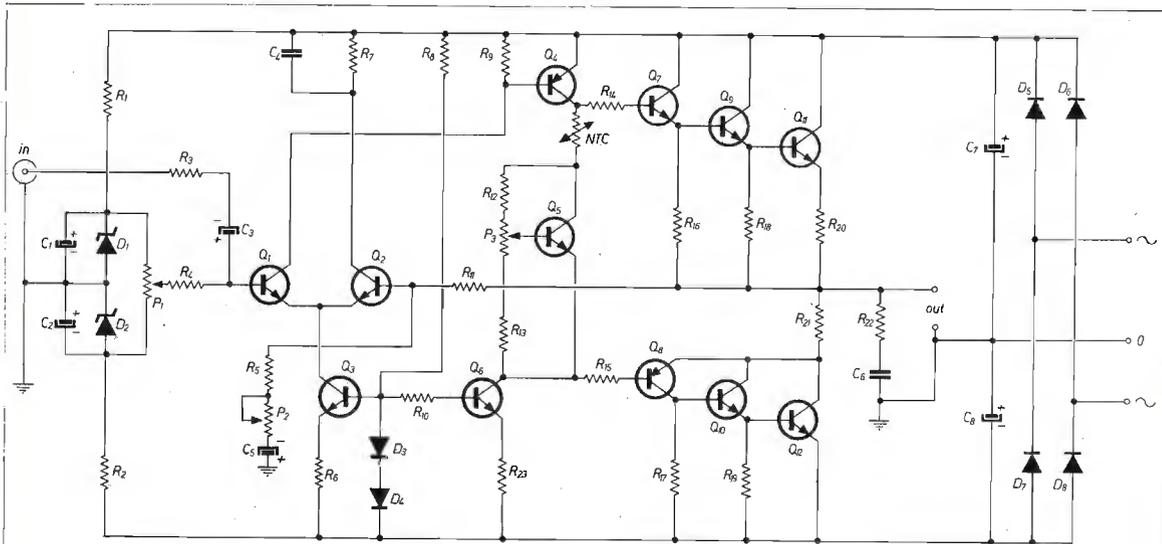 C4
R7
R8
R9
Q4
Q7
R14
Q9
Q11
D5
D6
R1
in
R3
NTC
C7
+
-
R12
Q5
-
C3
+
P3
R16
R18
R20
C1
+
-
D1
R4
Q1
Q2
R11
P1
C2
+
-
D2
R13
R21
R22
out
R5
Q3
Q6
R15
Q8
0
P2
R10
Q10
C6
C8
+
-
C5
-
+
D3
Q12
R2
R6
D4
R23
R17
R19
D7
D8